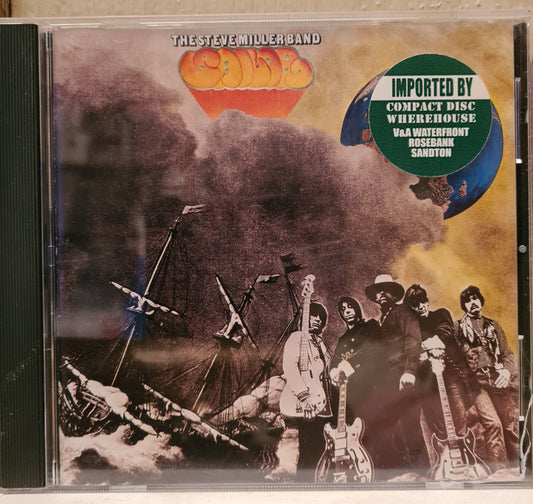 THE STEVE MILLER BAND
SAILOR
IMPORTED BY
COMPACT DISC
WHEREHOUSE
V&A WATERFRONT
ROSEBANK
SANDTON